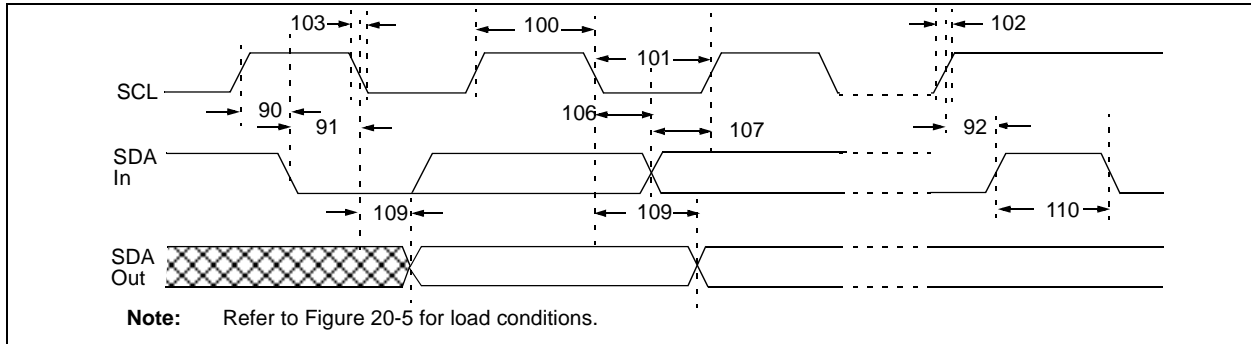 103
100
102
101
SCL
90
106
91
107
92
SDA
In
109
109
110
SDA
Out
Note: Refer to Figure 20-5 for load conditions.